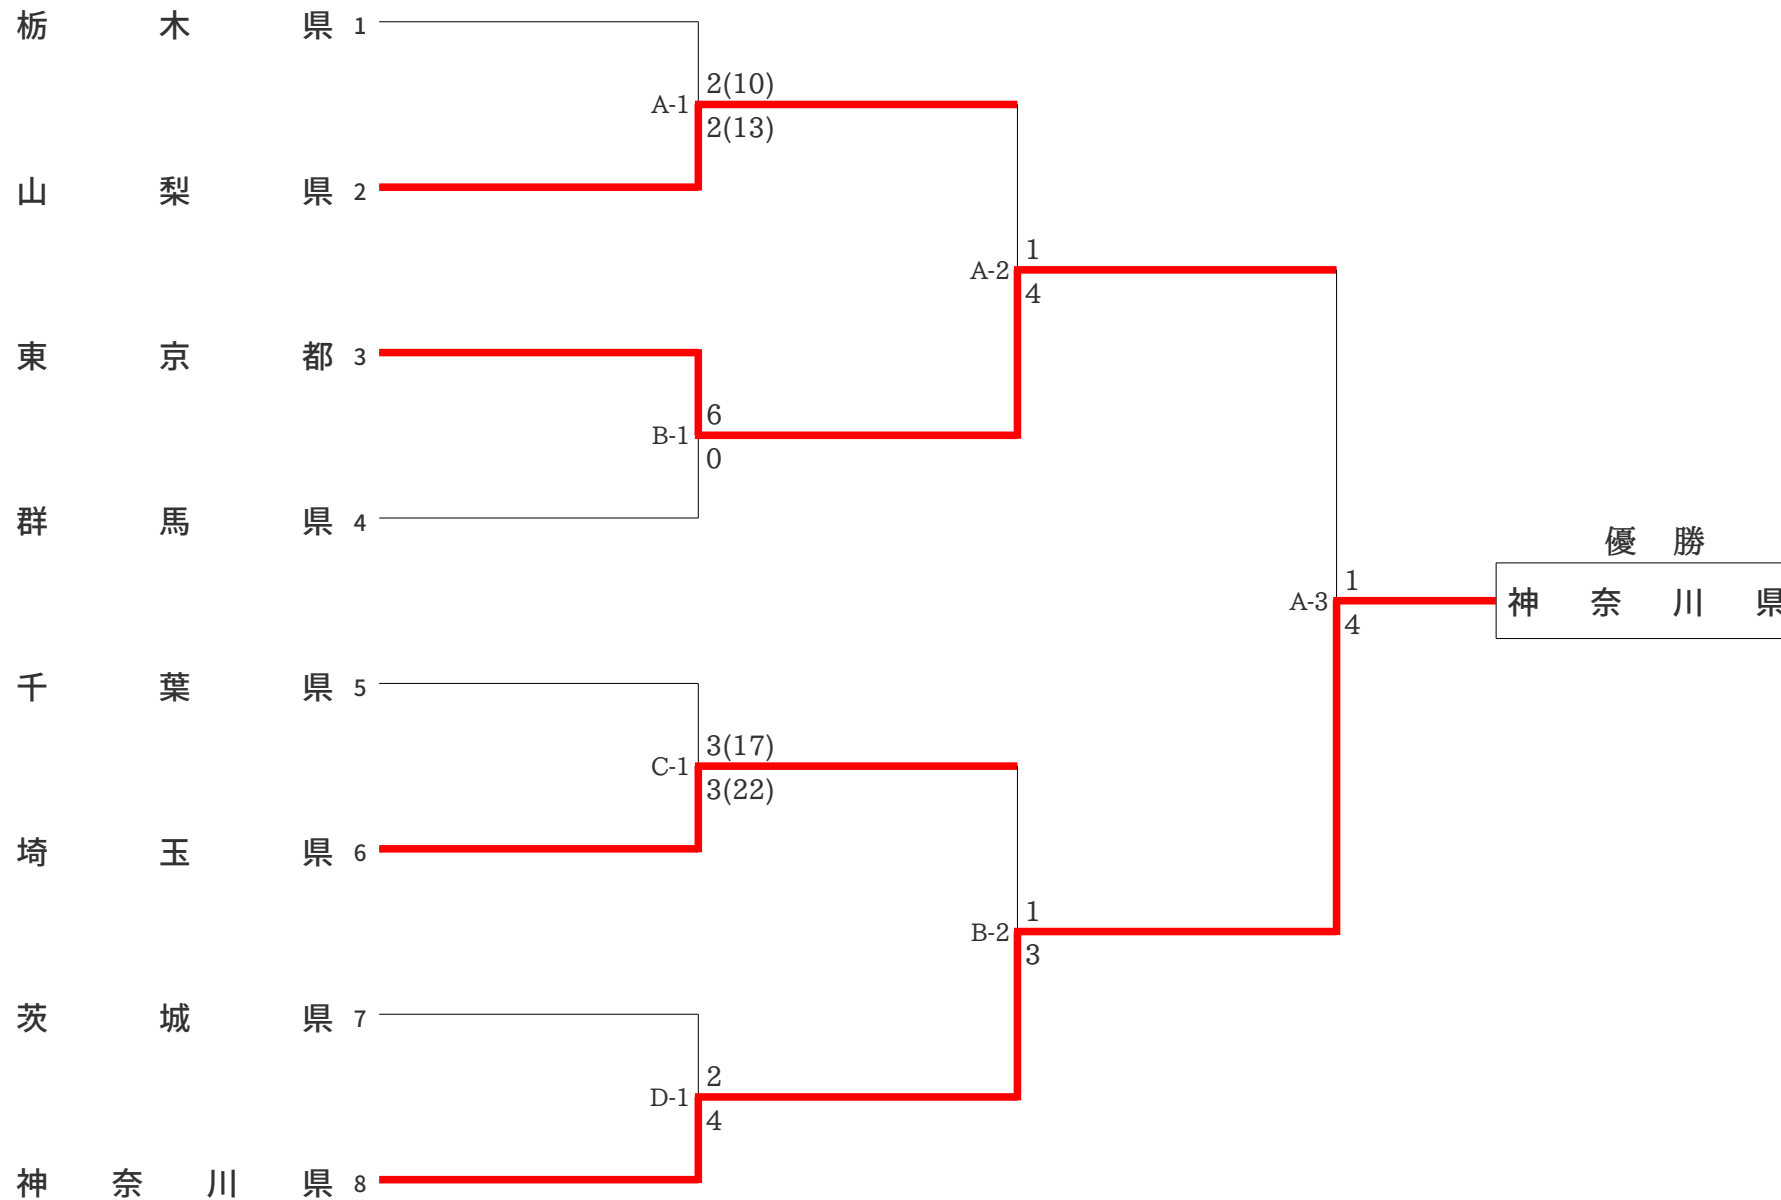 栃木県 1
2(10)
A-1
2(13)
山梨県 2
1
A-2
4
東京都 3
6
B-1
0
群馬県 4
優勝
神奈川県
1
A-3
4
千葉県 5
3(17)
C-1
3(22)
埼玉県 6
1
B-2
3
茨城県 7
2
D-1
4
神奈川県 8